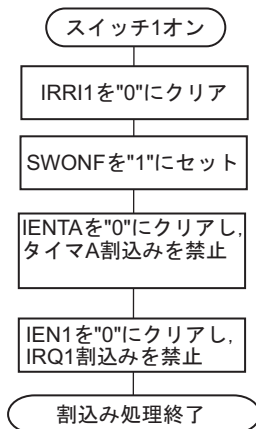 スイッチ1オン
IRRI1を"0"にクリア
SWONFを"1"にセット
IENTAを"0"にクリアし,
タイマA割込みを禁止
IEN1を"0"にクリアし,
IRQ1割込みを禁止
割込み処理終了